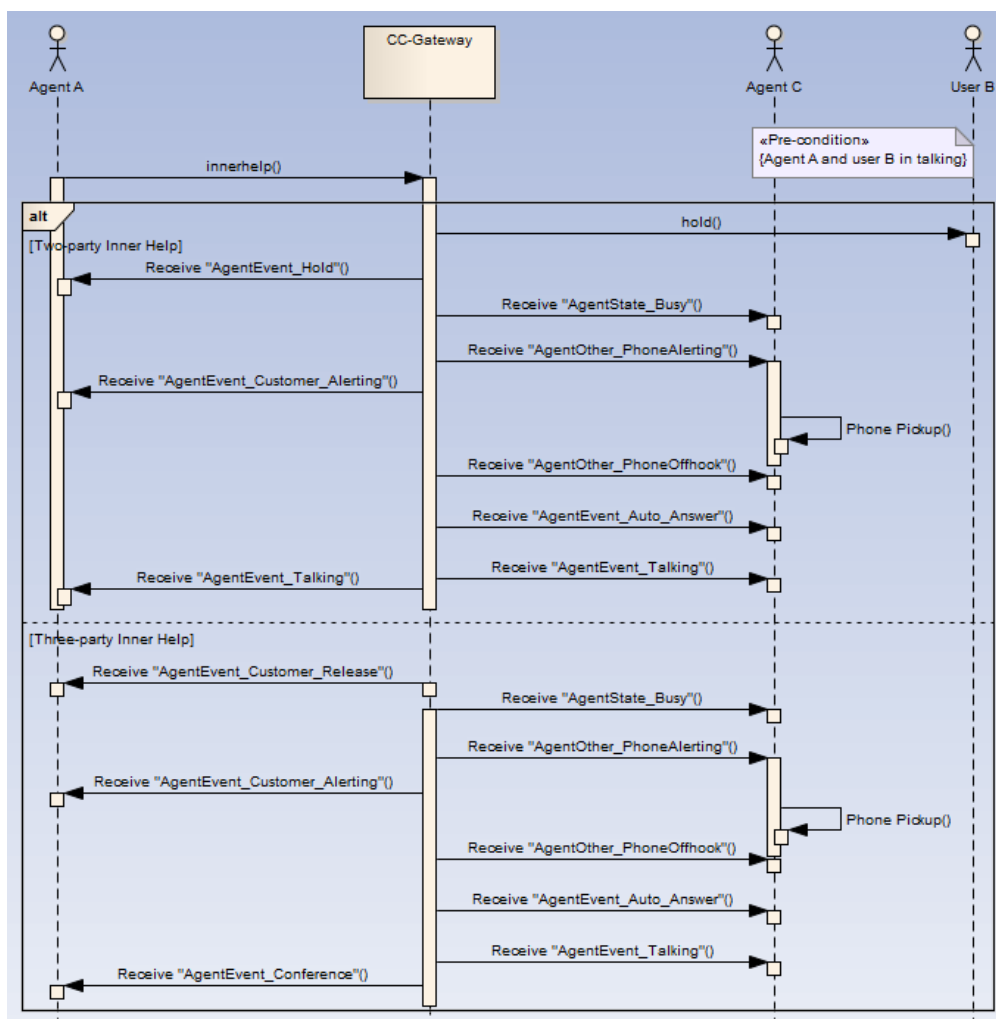 CC-Gateway
Agent A
Agent C
User B
«Pre-condition»
{Agent A and user B in talking}
innerhelp()
alt
hold()
[Two-party Inner Help]
Receive "AgentEvent_Hold"()
Receive "AgentState_Busy"()
Receive "AgentOther_PhoneAlerting"()
Receive "AgentEvent_Customer_Alerting"()
Phone Pickup()
Receive "AgentOther_PhoneOffhook"()
Receive "AgentEvent_Auto_Answer"()
Receive "AgentEvent_Talking"()
Receive "AgentEvent_Talking"()
[Three-party Inner Help]
Receive "AgentEvent_Customer_Release"()
Receive "AgentState_Busy"()
Receive "AgentOther_PhoneAlerting"()
Receive "AgentEvent_Customer_Alerting"()
Phone Pickup()
Receive "AgentOther_PhoneOffhook"()
Receive "AgentEvent_Auto_Answer"()
Receive "AgentEvent_Talking"()
Receive "AgentEvent_Conference"()